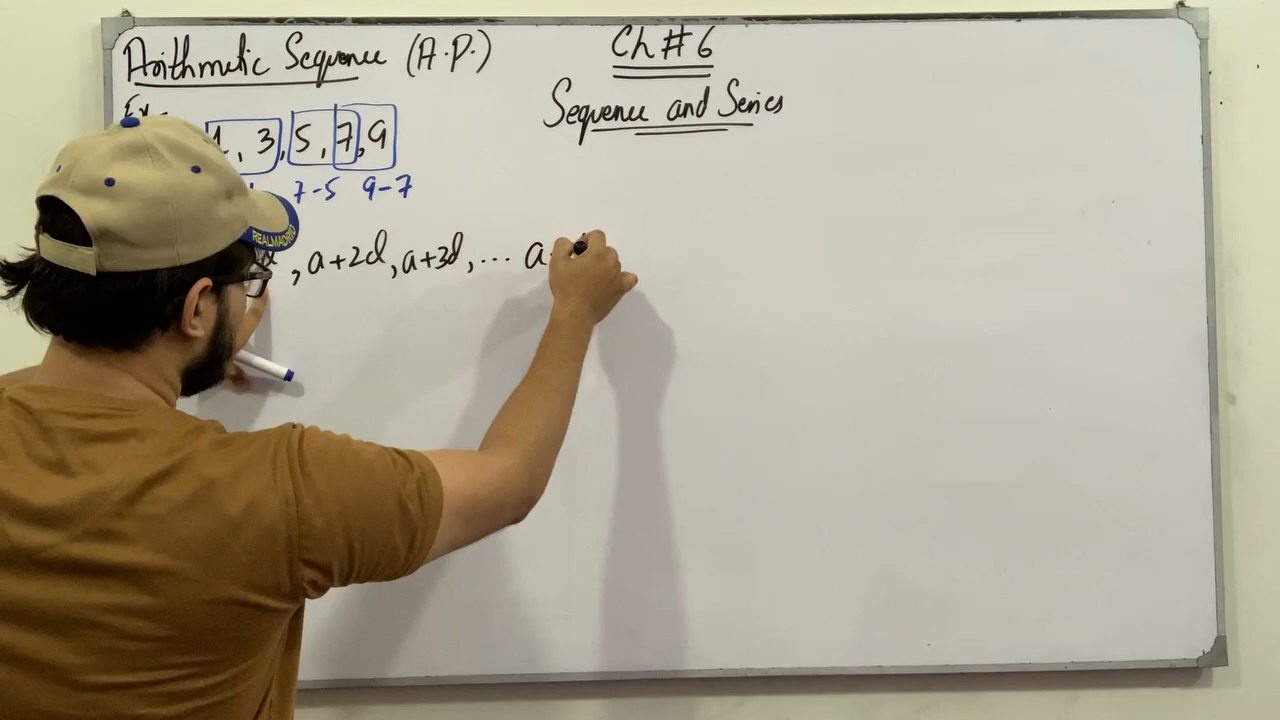 Arithmetic Sequence (A.P.)
Ch # 6
Sequence and Series
Ex
1, 3, 5, 7, 9
7-5 9-7
, a+2d, a+3d, ... a
REALMADRID